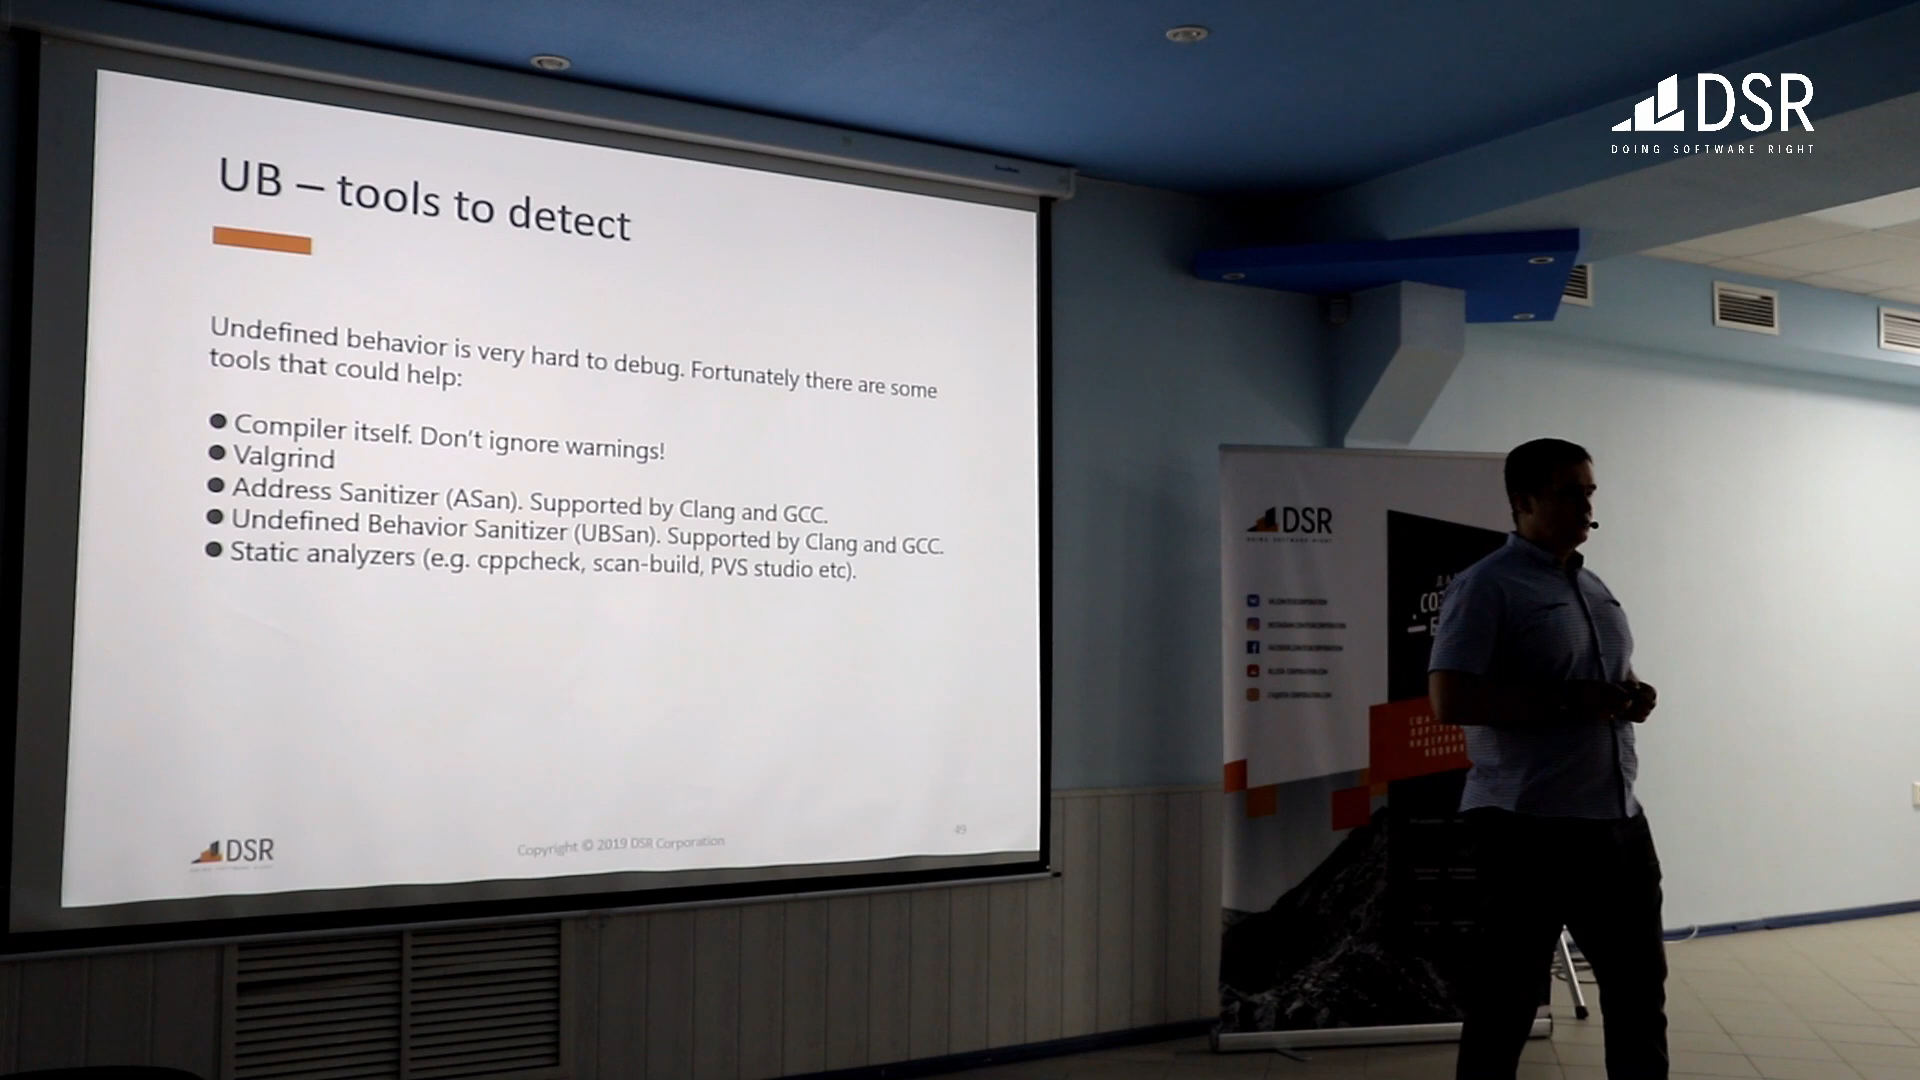 DSR
DOING SOFTWARE RIGHT
UB – tools to detect
Undefined behavior is very hard to debug. Fortunately there are some
tools that could help:
● Compiler itself. Don't ignore warnings!
● Valgrind
● Address Sanitizer (ASan). Supported by Clang and GCC.
● Undefined Behavior Sanitizer (UBSan). Supported by Clang and GCC.
● Static analyzers (e.g. cppcheck, scan-build, PVS studio etc).
DSR
Copyright © 2019 DSR Corporation
49
DSR
DOING SOFTWARE RIGHT